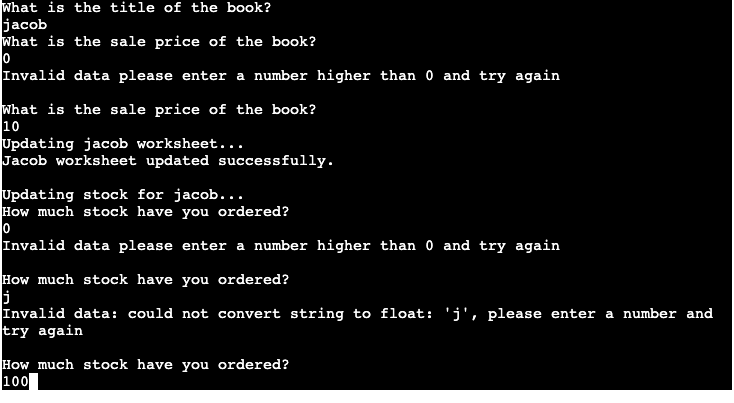 What is the title of the book?
jacob
What is the sale price of the book?
0
Invalid data please enter a number higher than 0 and try again
What is the sale price of the book?
10
Updating jacob worksheet...
Jacob worksheet updated successfully.
Updating stock for jacob...
How much stock have you ordered?
0
Invalid data please enter a number higher than 0 and try again
How much stock have you ordered?
j
Invalid data: could not convert string to float: 'j', please enter a number and
try again
How much stock have you ordered?
100